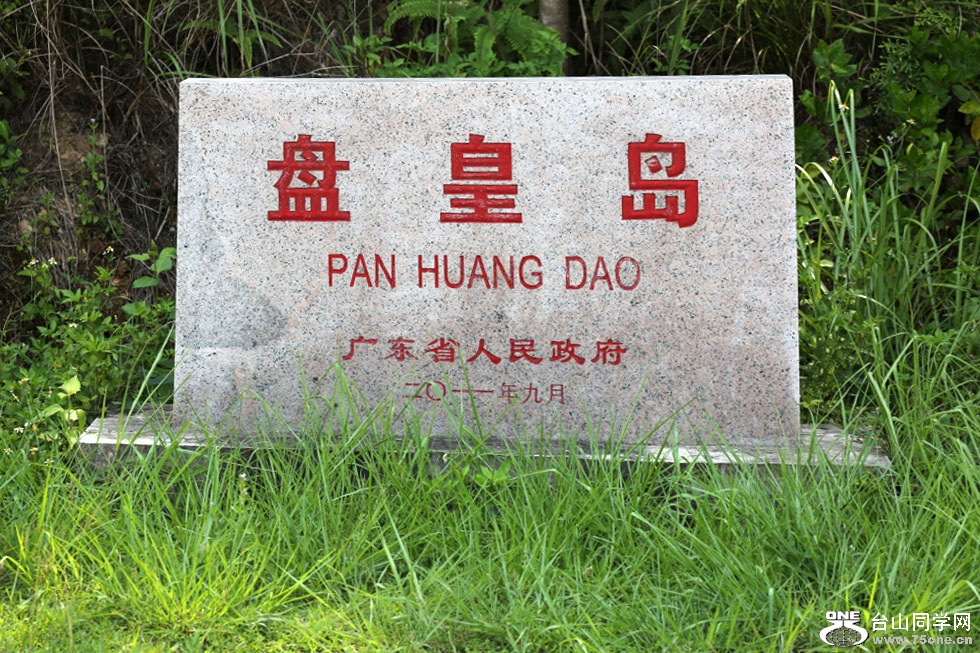 盘皇岛
PAN HUANG DAO
广东省人民政府
二〇一一年九月
ONE
台山同学网
www.75one.cn